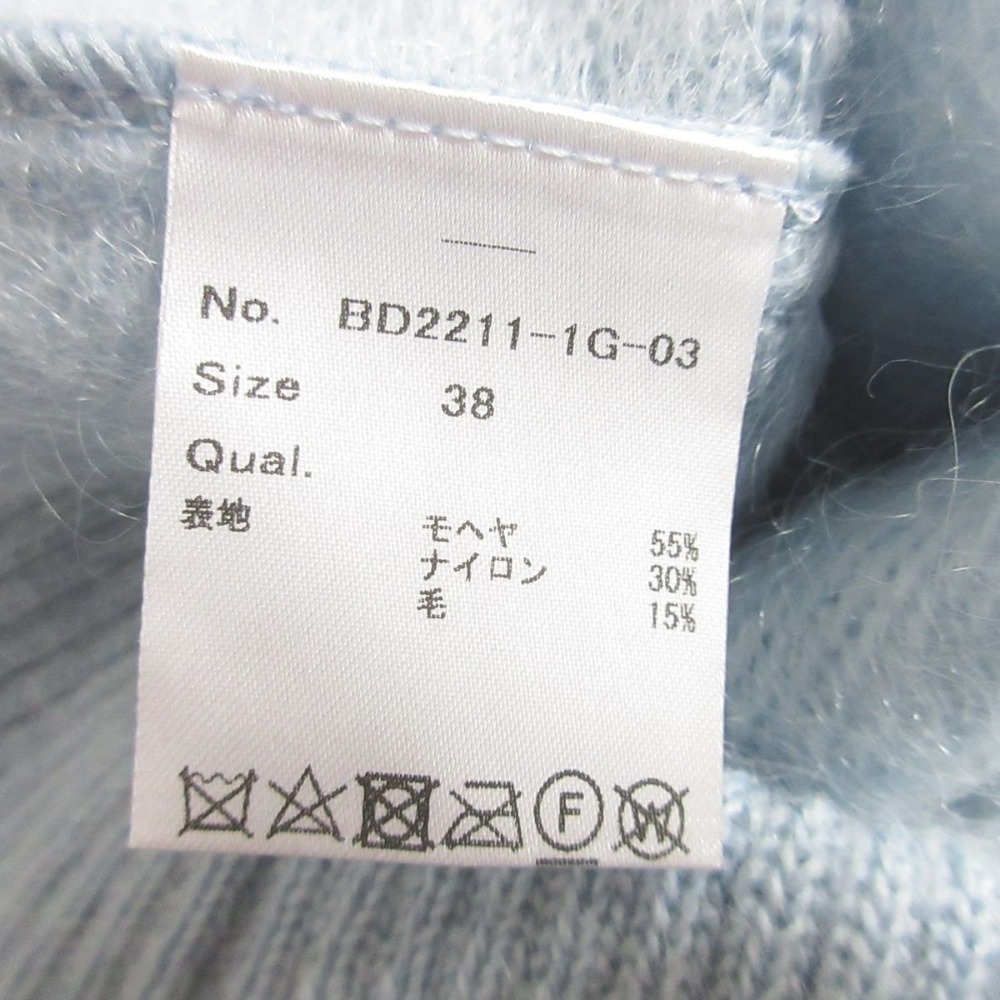 No. BD2211-1G-03
Size 38
Qual.
表地 モヘヤ 55%
ナイロン 30%
毛 15%
F W